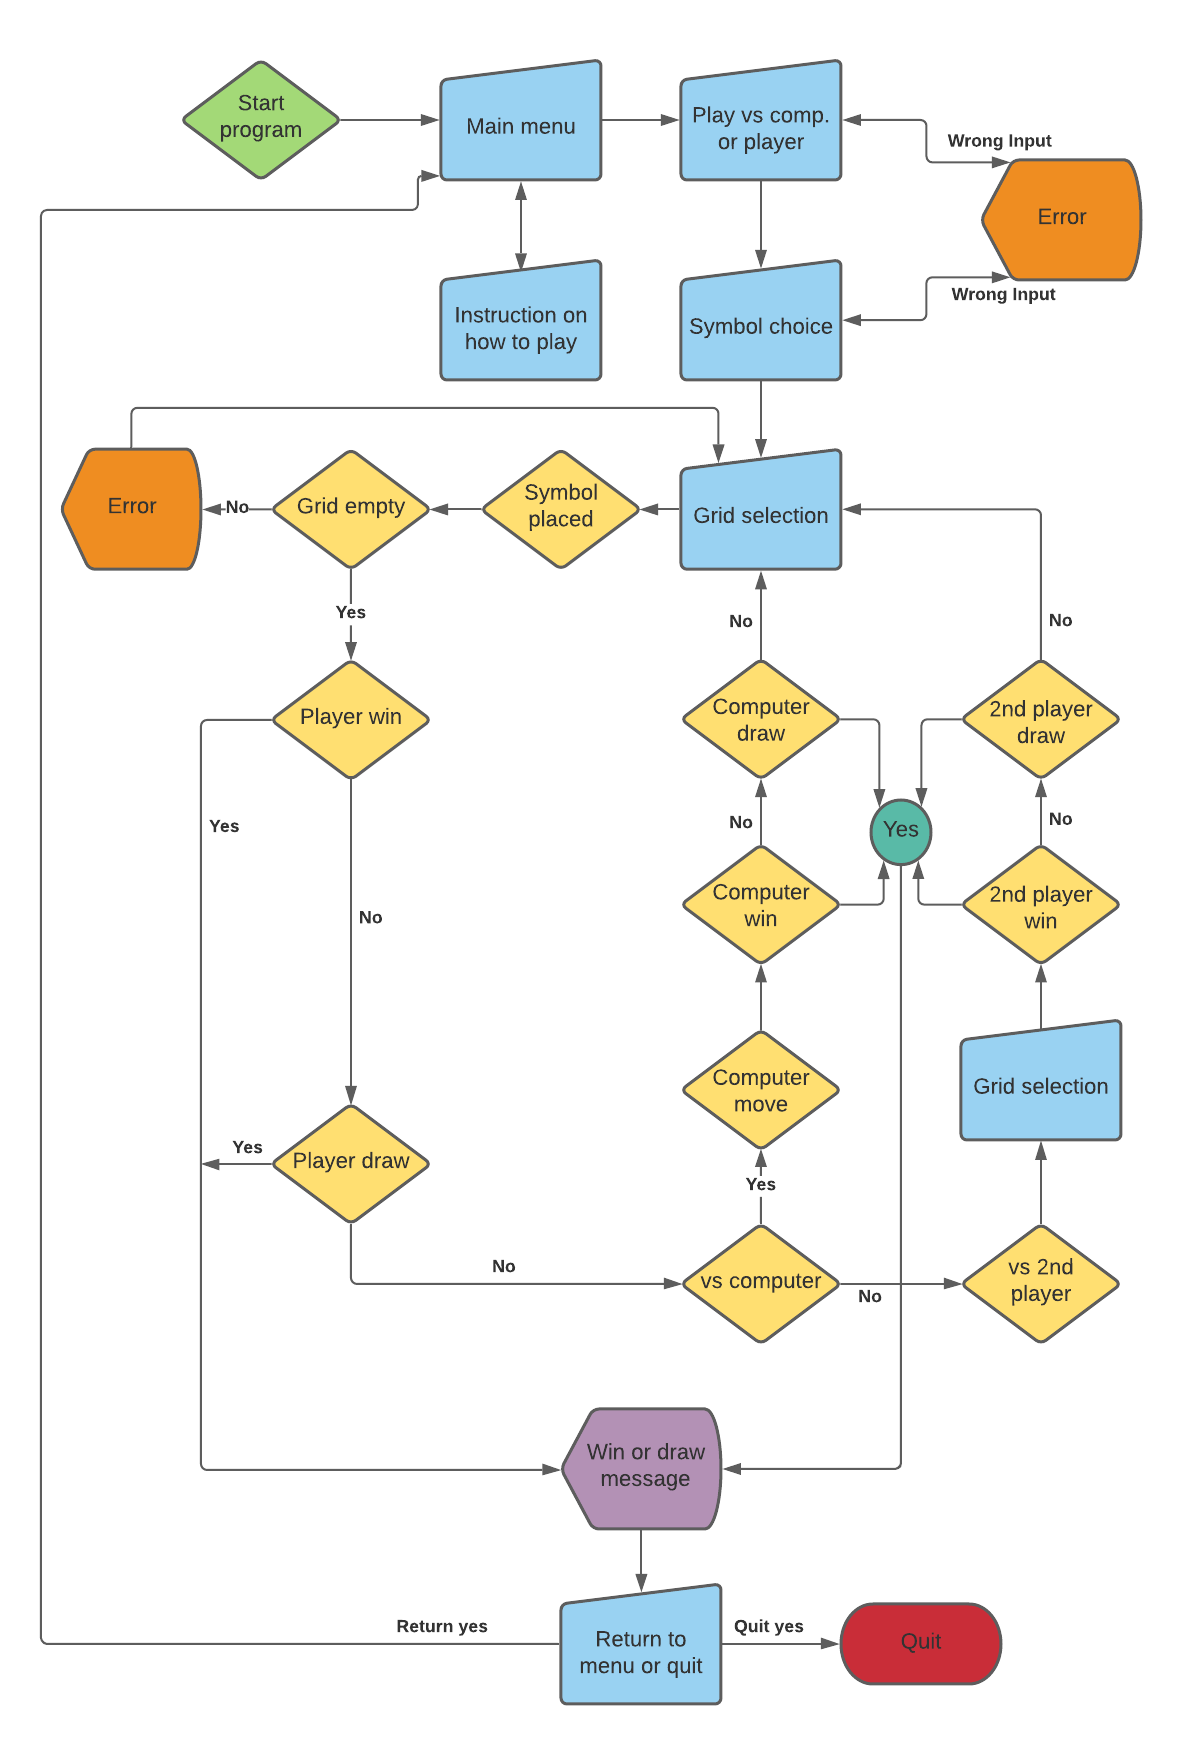 Start
program
Main menu
Play vs comp.
or player
Wrong Input
Error
Instruction on
how to play
Symbol choice
Wrong Input
Error
No
Grid empty
Symbol
placed
Grid selection
Yes
No
No
Player win
Computer
draw
2nd player
draw
Yes
No
Yes
No
No
Computer
win
2nd player
win
Computer
move
Grid selection
Yes
Player draw
Yes
No
vs computer
No
vs 2nd
player
Win or draw
message
Return yes
Return to
menu or quit
Quit yes
Quit